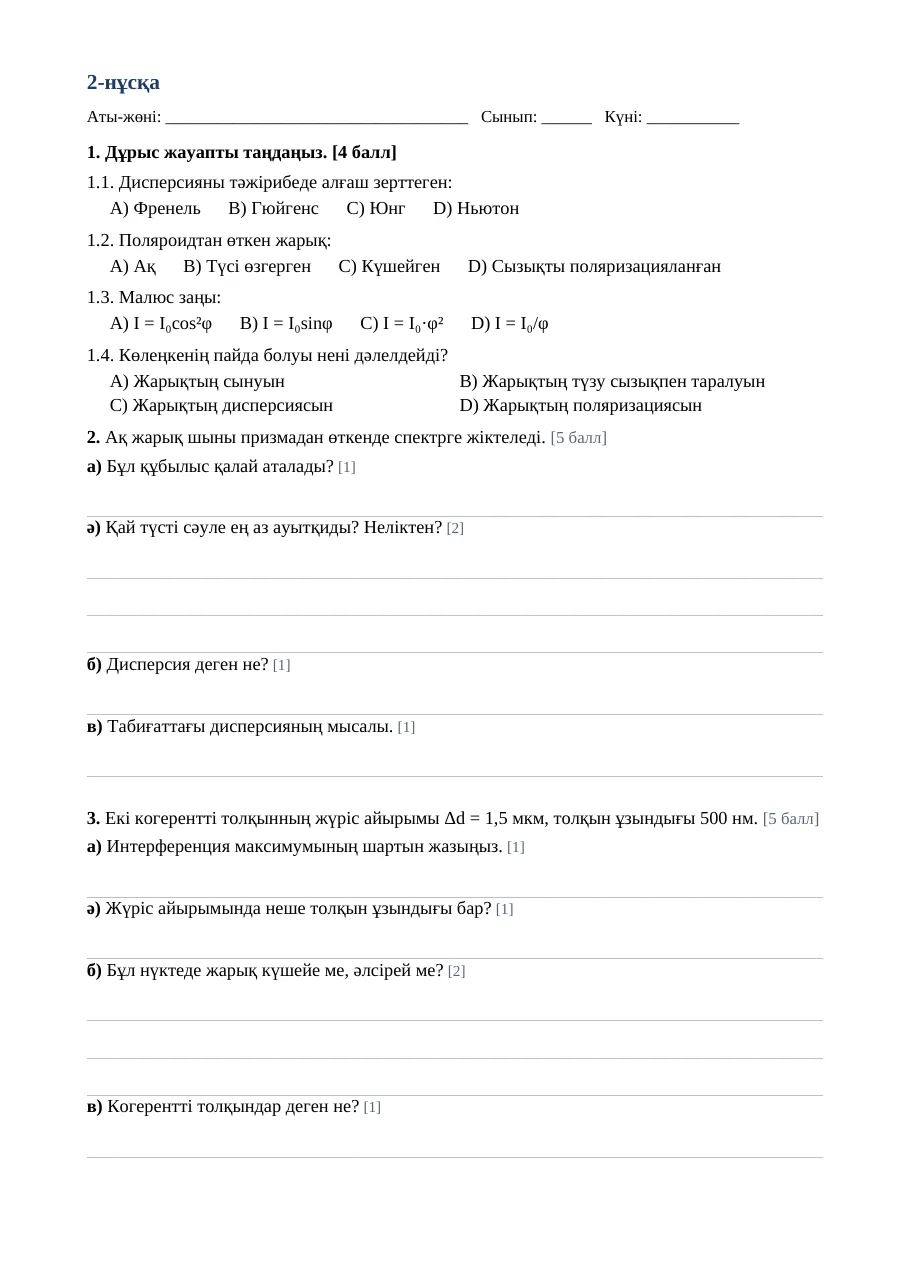 2-нұсқа
Аты-жөні: ____________________________________ Сынып: ______ Күні: ___________
1. Дұрыс жауапты таңдаңыз. [4 балл]
1.1. Дисперсияны тәжірибеде алғаш зерттеген:
A) Френель B) Гюйгенс C) Юнг D) Ньютон
1.2. Поляроидтан өткен жарық:
A) Ақ B) Түсі өзгерген C) Күшейген D) Сызықты поляризацияланған
1.3. Малюс заңы:
A) I = I₀cos²φ B) I = I₀sinφ C) I = I₀·φ² D) I = I₀/φ
1.4. Көлеңкенің пайда болуы нені дәлелдейді?
A) Жарықтың сынуын B) Жарықтың түзу сызықпен таралуын
C) Жарықтың дисперсиясын D) Жарықтың поляризациясын
2. Ақ жарық шыны призмадан өткенде спектрге жіктеледі. [5 балл]
а) Бұл құбылыс қалай аталады? [1]
ә) Қай түсті сәуле ең аз ауытқиды? Неліктен? [2]
б) Дисперсия деген не? [1]
в) Табиғаттағы дисперсияның мысалы. [1]
3. Екі когерентті толқынның жүріс айырымы Δd = 1,5 мкм, толқын ұзындығы 500 нм. [5 балл]
а) Интерференция максимумының шартын жазыңыз. [1]
ә) Жүріс айырымында неше толқын ұзындығы бар? [1]
б) Бұл нүктеде жарық күшейе ме, әлсірей ме? [2]
в) Когерентті толқындар деген не? [1]